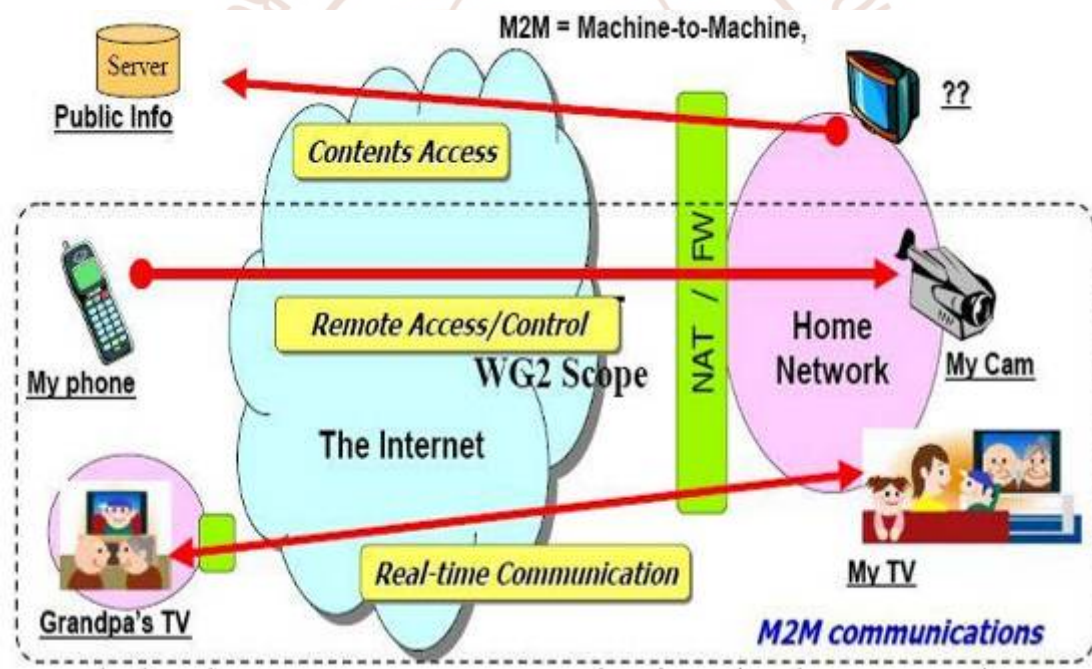 M2M = Machine-to-Machine,
Server
Public Info
??
Contents Access
NAT / FW
My phone
Remote Access/Control
Home
Network
My Cam
WG2 Scope
The Internet
Real-time Communication
My TV
Grandpa's TV
M2M communications